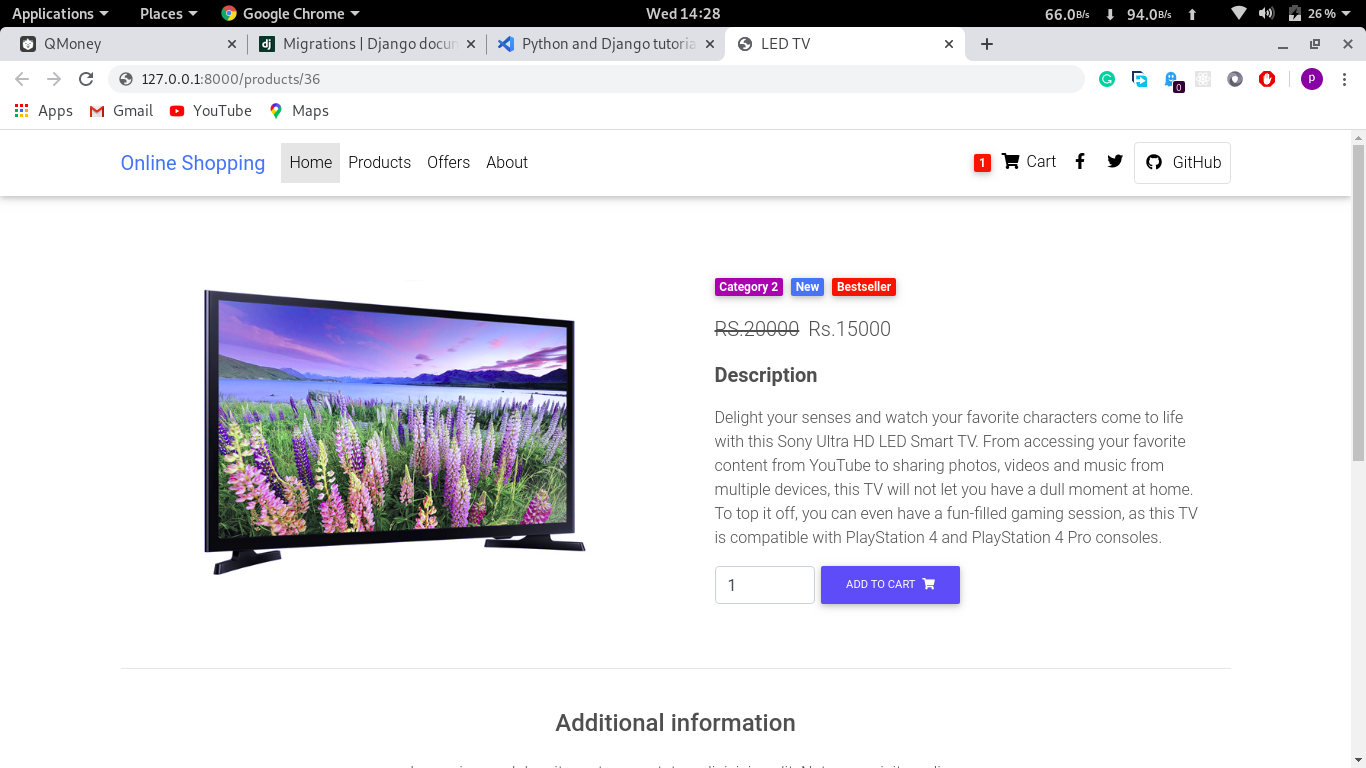 Applications Places Google Chrome Wed 14:28 66.0B/s 94.0B/s 26%
QMoney Migrations | Django docum Python and Django tutoria LED TV
127.0.0.1:8000/products/36 0 p
Apps Gmail YouTube Maps
Online Shopping Home Products Offers About 1 Cart GitHub
Category 2 New Bestseller
RS.20000 Rs.15000
Description
Delight your senses and watch your favorite characters come to life
with this Sony Ultra HD LED Smart TV. From accessing your favorite
content from YouTube to sharing photos, videos and music from
multiple devices, this TV will not let you have a dull moment at home.
To top it off, you can even have a fun-filled gaming session, as this TV
is compatible with PlayStation 4 and PlayStation 4 Pro consoles.
1 ADD TO CART
Additional information